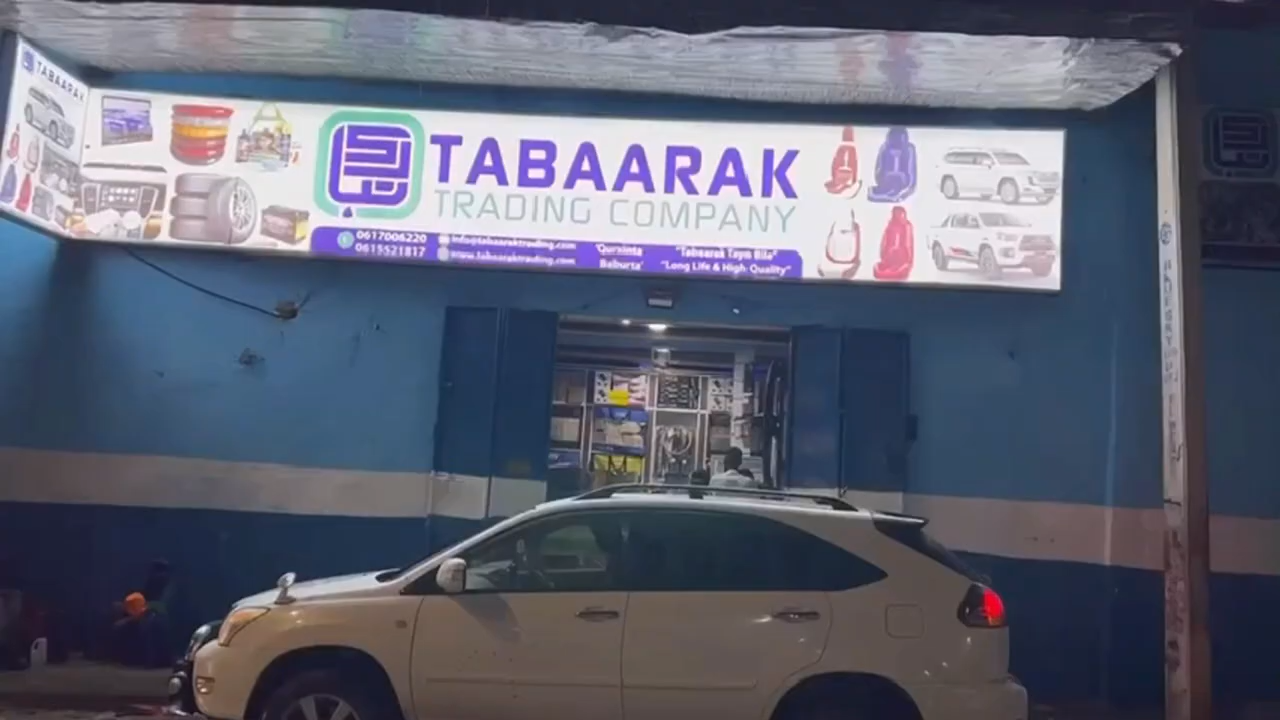 TABAARAK
TABAARAK
TRADING COMPANY
0617006220
0615521817
info@tabaaraktrading.com
www.tabaaraktrading.com
'Qurxinta
Baburta'
"Tabaarak Tayo Bila"
"Long Life & High Quality"